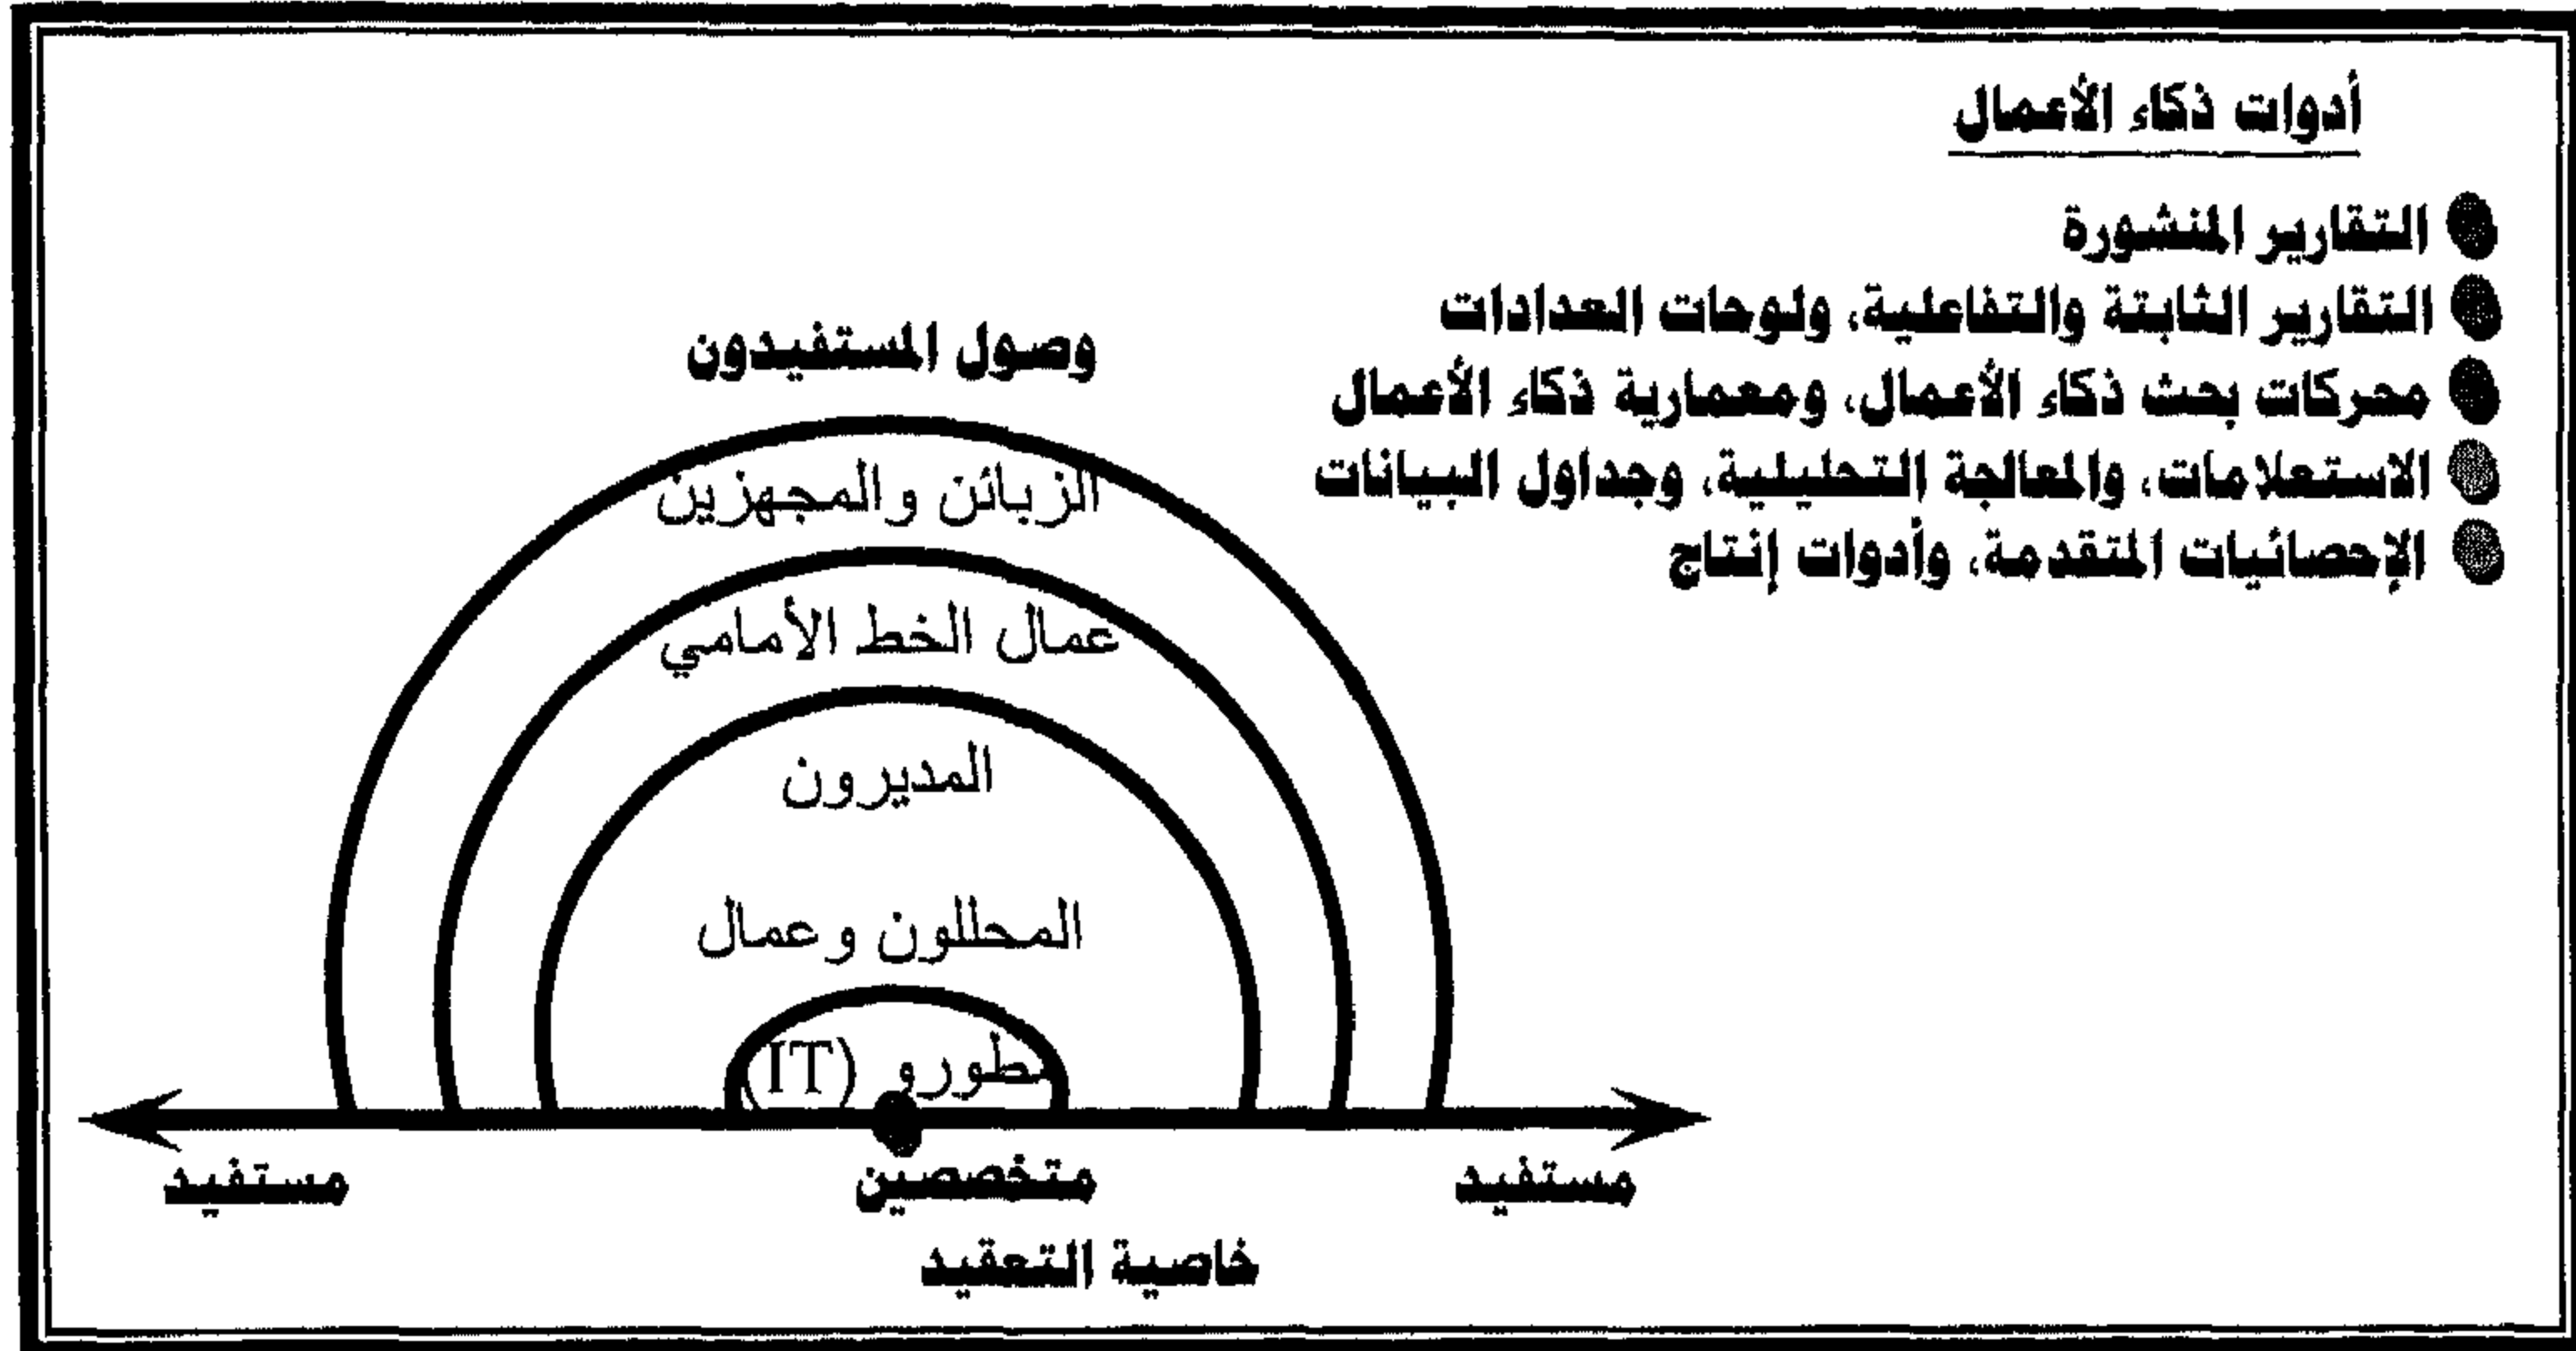 أدوات ذكاء الأعمال
التقارير المنشورة
التقارير الثابتة والتفاعلية، ولوحات العدادات
محركات بحث ذكاء الأعمال، ومعمارية ذكاء الأعمال
الاستعلامات، والمعالجة التحليلية، وجداول البيانات
الإحصائيات المتقدمة، وأدوات إنتاج
وصول المستفيدون
الزبائن والمجهزين
عمال الخط الأمامي
المديرون
المحللون وعمال
مطورو (IT)
مستفيد
متخصصين
مستفيد
خاصية التعقيد